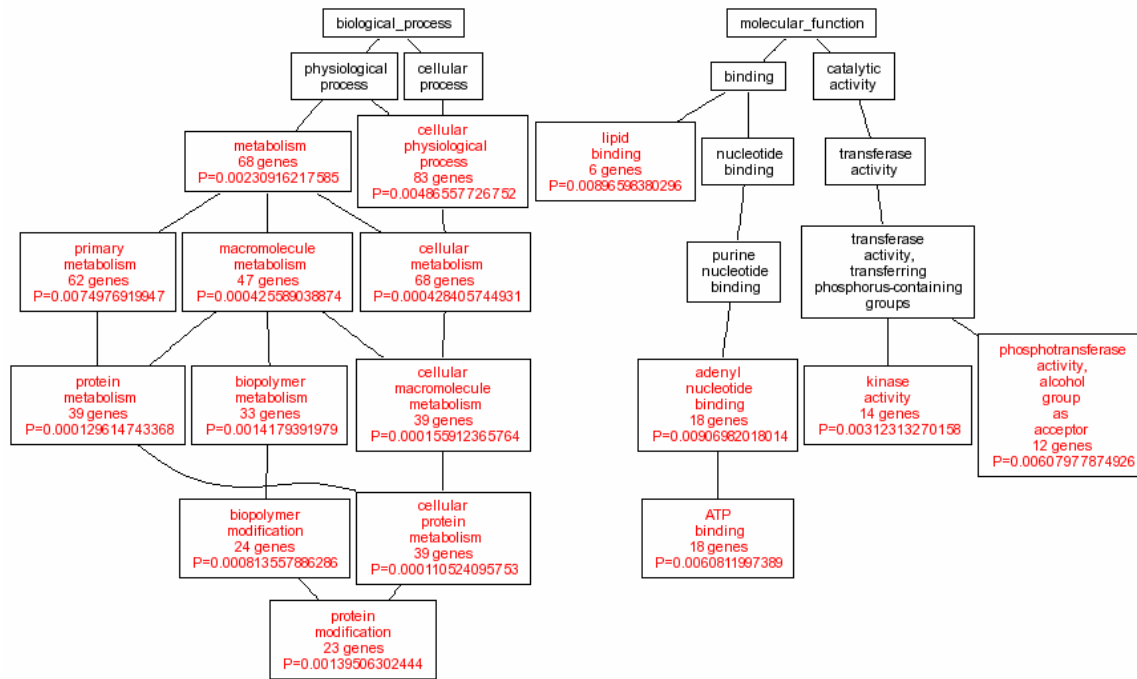 biological_process
molecular_function
physiological
process
cellular
process
binding
catalytic
activity
metabolism
68 genes
P=0.00230916217585
cellular
physiological
process
83 genes
P=0.00486557726752
lipid
binding
6 genes
P=0.00896598380296
nucleotide
binding
transferase
activity
primary
metabolism
62 genes
P=0.0074976919947
macromolecule
metabolism
47 genes
P=0.000425589038874
cellular
metabolism
68 genes
P=0.000428405744931
purine
nucleotide
binding
transferase
activity,
transferring
phosphorus-containing
groups
protein
metabolism
39 genes
P=0.000129614743368
biopolymer
metabolism
33 genes
P=0.0014179391979
cellular
macromolecule
metabolism
39 genes
P=0.000155912365764
adenyl
nucleotide
binding
18 genes
P=0.00906982018014
kinase
activity
14 genes
P=0.00312313270158
phosphotransferase
activity,
alcohol
group
as
acceptor
12 genes
P=0.00607977874926
biopolymer
modification
24 genes
P=0.000813557886286
cellular
protein
metabolism
39 genes
P=0.000110524095753
ATP
binding
18 genes
P=0.0060811997389
protein
modification
23 genes
P=0.00139506302444